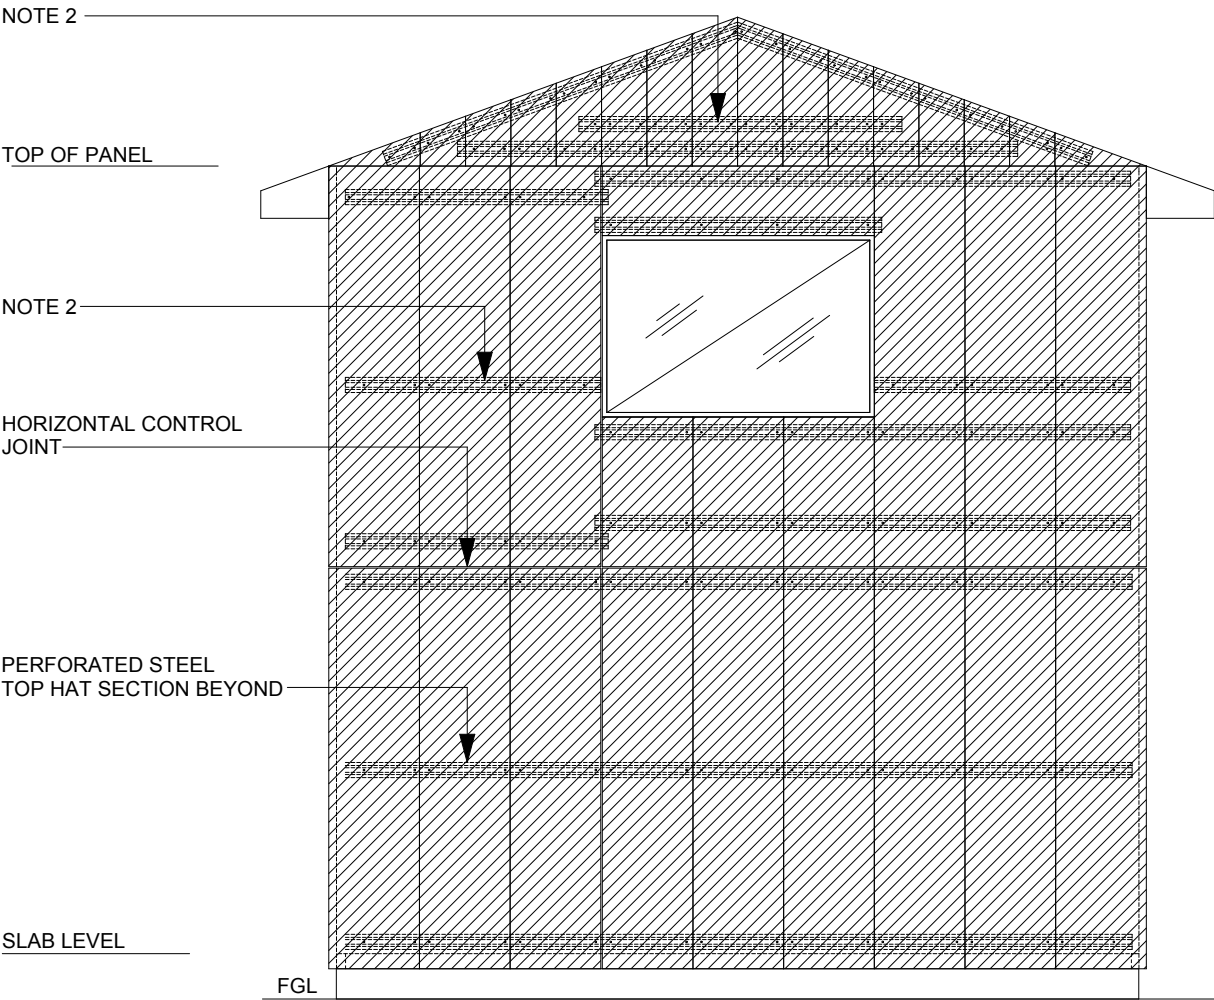 NOTE 2
TOP OF PANEL
NOTE 2
HORIZONTAL CONTROL
JOINT
PERFORATED STEEL
TOP HAT SECTION BEYOND
SLAB LEVEL
FGL